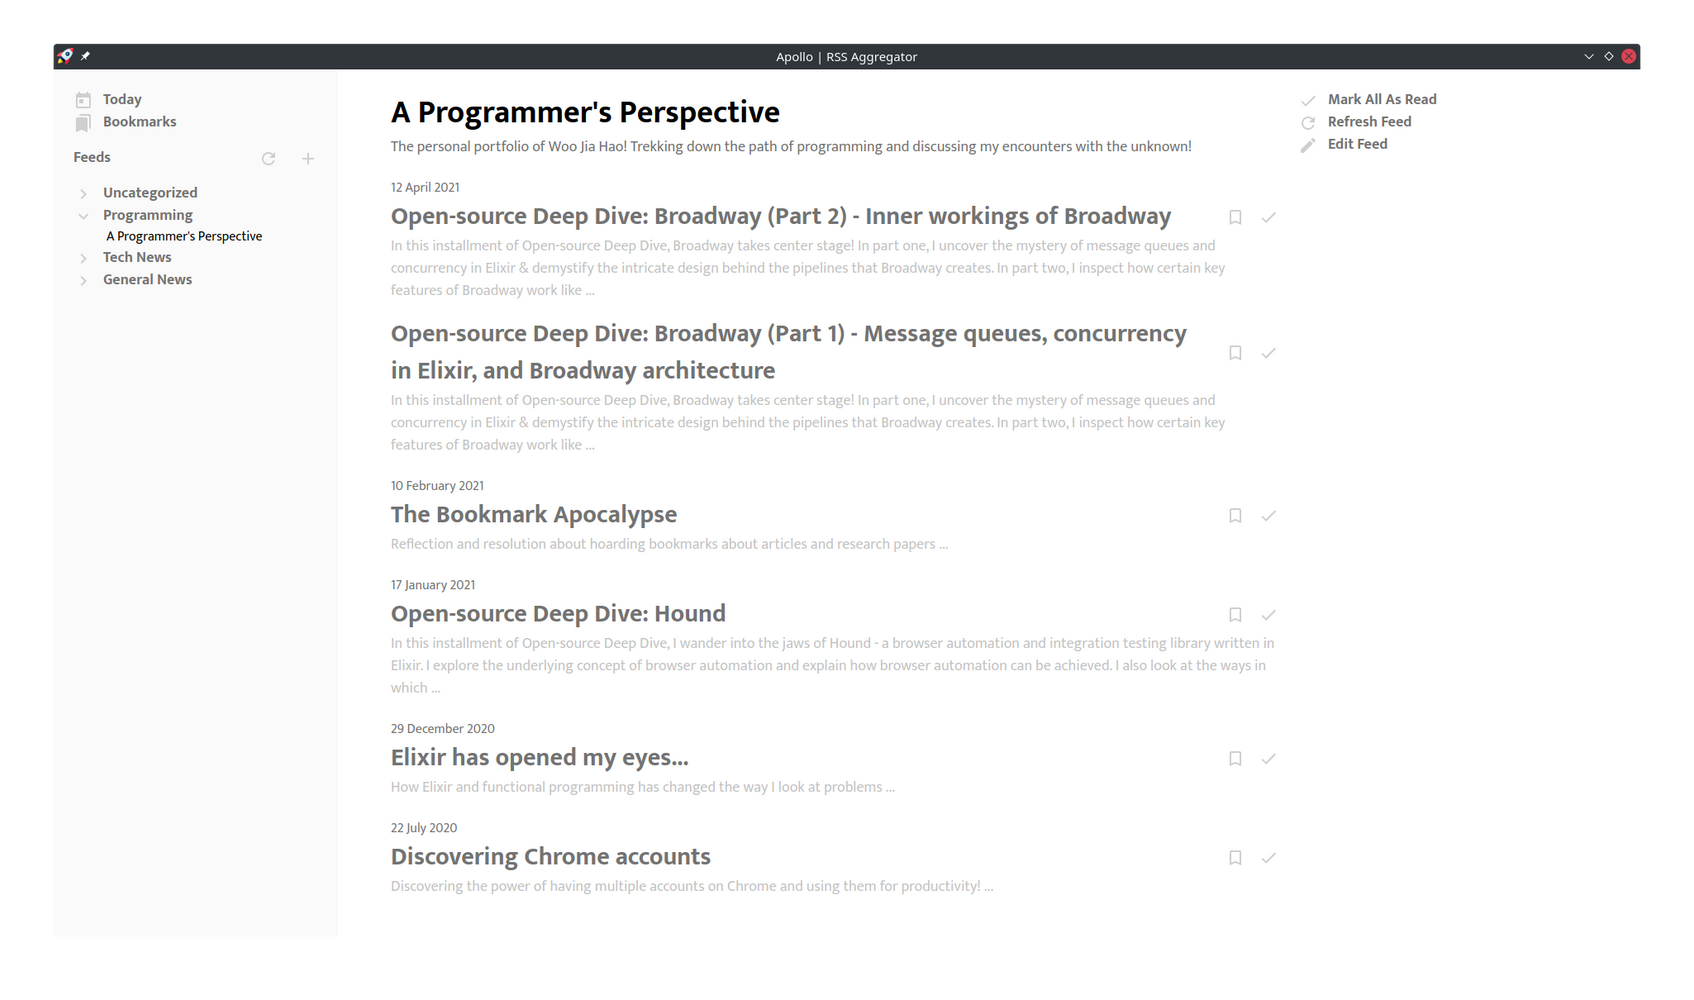 Apollo | RSS Aggregator
Today
Bookmarks
Feeds
Uncategorized
Programming
A Programmer's Perspective
Tech News
General News
A Programmer's Perspective
The personal portfolio of Woo Jia Hao! Trekking down the path of programming and discussing my encounters with the unknown!
12 April 2021
Open-source Deep Dive: Broadway (Part 2) - Inner workings of Broadway
In this installment of Open-source Deep Dive, Broadway takes center stage! In part one, I uncover the mystery of message queues and
concurrency in Elixir & demystify the intricate design behind the pipelines that Broadway creates. In part two, I inspect how certain key
features of Broadway work like ...
Open-source Deep Dive: Broadway (Part 1) - Message queues, concurrency
in Elixir, and Broadway architecture
In this installment of Open-source Deep Dive, Broadway takes center stage! In part one, I uncover the mystery of message queues and
concurrency in Elixir & demystify the intricate design behind the pipelines that Broadway creates. In part two, I inspect how certain key
features of Broadway work like ...
10 February 2021
The Bookmark Apocalypse
Reflection and resolution about hoarding bookmarks about articles and research papers ...
17 January 2021
Open-source Deep Dive: Hound
In this installment of Open-source Deep Dive, I wander into the jaws of Hound - a browser automation and integration testing library written in
Elixir. I explore the underlying concept of browser automation and explain how browser automation can be achieved. I also look at the ways in
which ...
29 December 2020
Elixir has opened my eyes...
How Elixir and functional programming has changed the way I look at problems ...
22 July 2020
Discovering Chrome accounts
Discovering the power of having multiple accounts on Chrome and using them for productivity! ...
Mark All As Read
Refresh Feed
Edit Feed